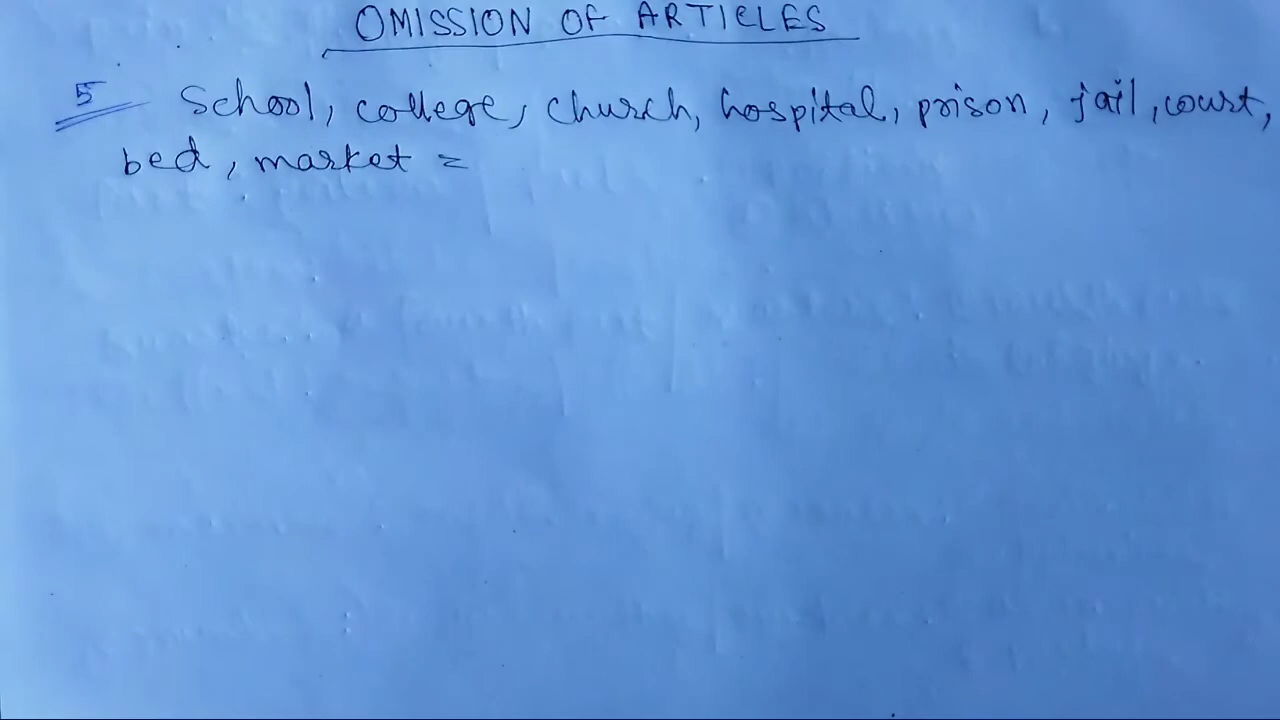 OMISSION OF ARTICLES
5 School, college, church, hospital, prison, jail, court,
bed, market =